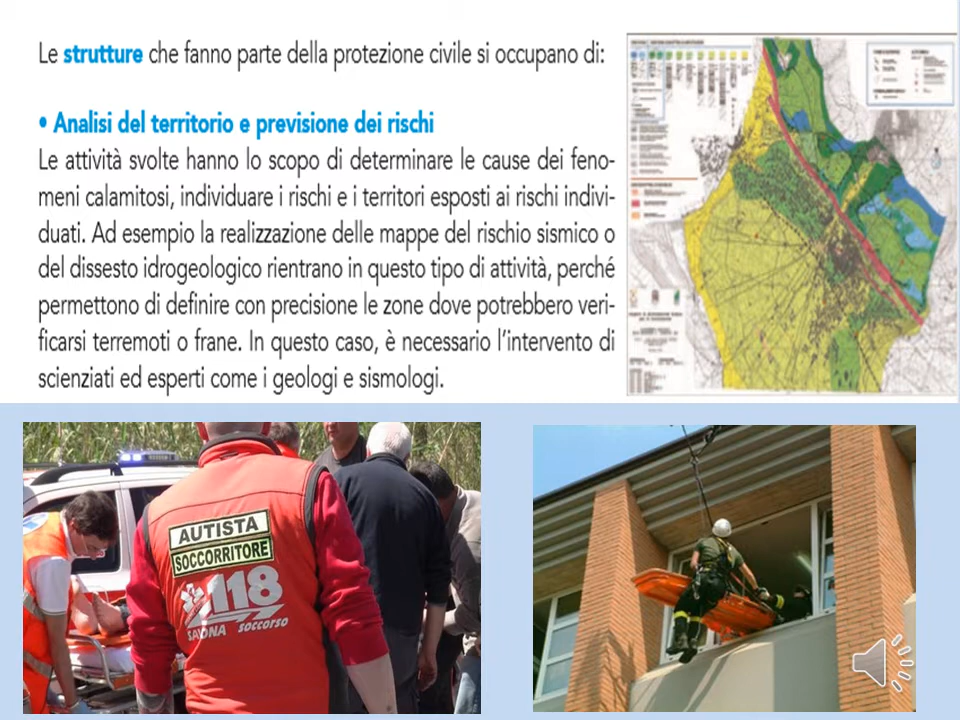 Le strutture che fanno parte della protezione civile si occupano di:
• Analisi del territorio e previsione dei rischi
Le attività svolte hanno lo scopo di determinare le cause dei feno-
meni calamitosi, individuare i rischi e i territori esposti ai rischi indivi-
duati. Ad esempio la realizzazione delle mappe del rischio sismico o
del dissesto idrogeologico rientrano in questo tipo di attività, perché
permettono di definire con precisione le zone dove potrebbero veri-
ficarsi terremoti o frane. In questo caso, è necessario l'intervento di
scienziati ed esperti come i geologi e sismologi.
AUTISTA
SOCCORRITORE
118
SAVONA soccorso